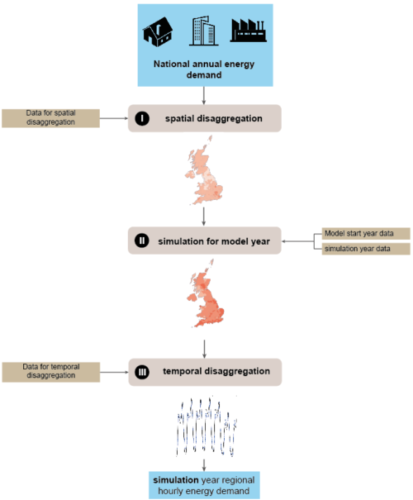 National annual energy
demand
Data for spatial
disaggregation
I spatial disaggregation
II simulation for model year
Model start year data
simulation year data
Data for temporal
disaggregation
III temporal disaggregation
simulation year regional
hourly energy demand